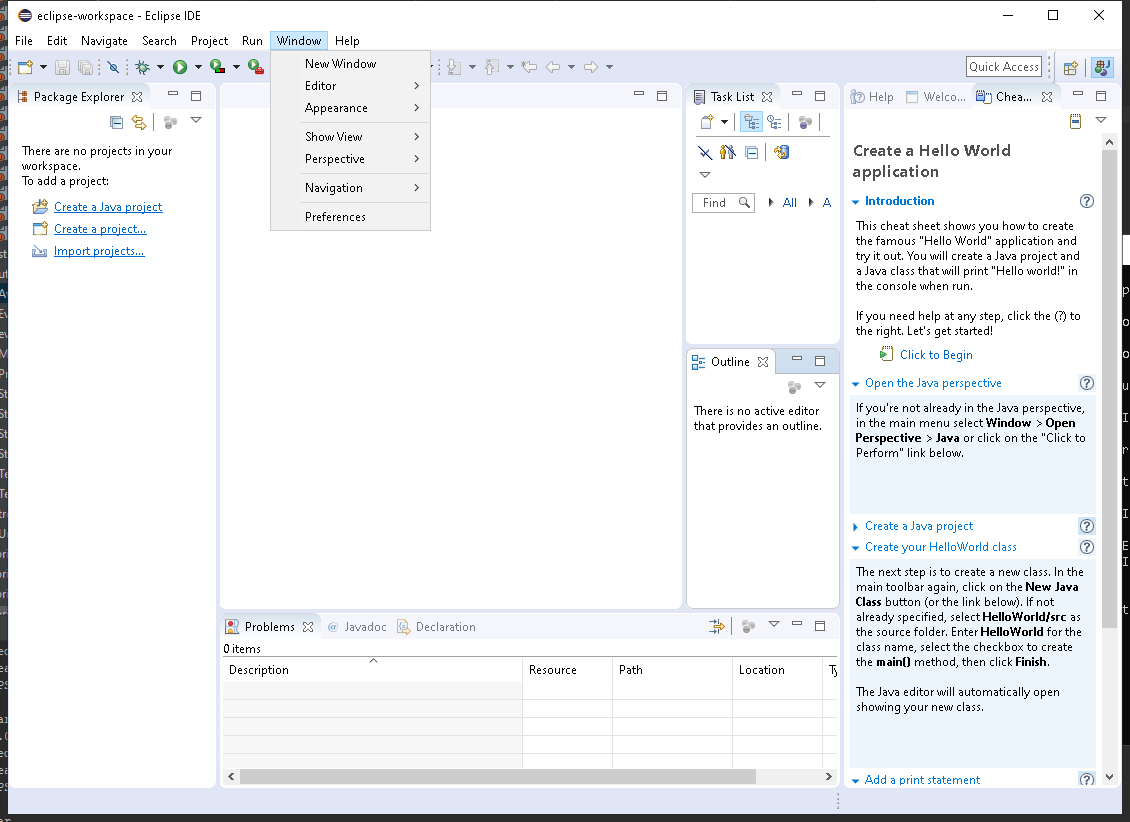 eclipse-workspace - Eclipse IDE
File Edit Navigate Search Project Run Window Help
Quick Access
New Window
Editor
Appearance
Show View
Perspective
Navigation
Preferences
Package Explorer
There are no projects in your
workspace.
To add a project:
Create a Java project
Create a project...
Import projects...
Task List
Find
All
A
Outline
There is no active editor
that provides an outline.
Help Welco... Chea...
Create a Hello World
application
Introduction
This cheat sheet shows you how to create
the famous "Hello World" application and
try it out. You will create a Java project and
a Java class that will print "Hello world!" in
the console when run.
If you need help at any step, click the (?) to
the right. Let's get started!
Click to Begin
Open the Java perspective
If you're not already in the Java perspective,
in the main menu select Window > Open
Perspective > Java or click on the "Click to
Perform" link below.
Create a Java project
Create your HelloWorld class
The next step is to create a new class. In the
main toolbar again, click on the New Java
Class button (or the link below). If not
already specified, select HelloWorld/src as
the source folder. Enter HelloWorld for the
class name, select the checkbox to create
the main() method, then click Finish.
The Java editor will automatically open
showing your new class.
Add a print statement
Problems @ Javadoc Declaration
0 items
Description Resource Path Location Ty